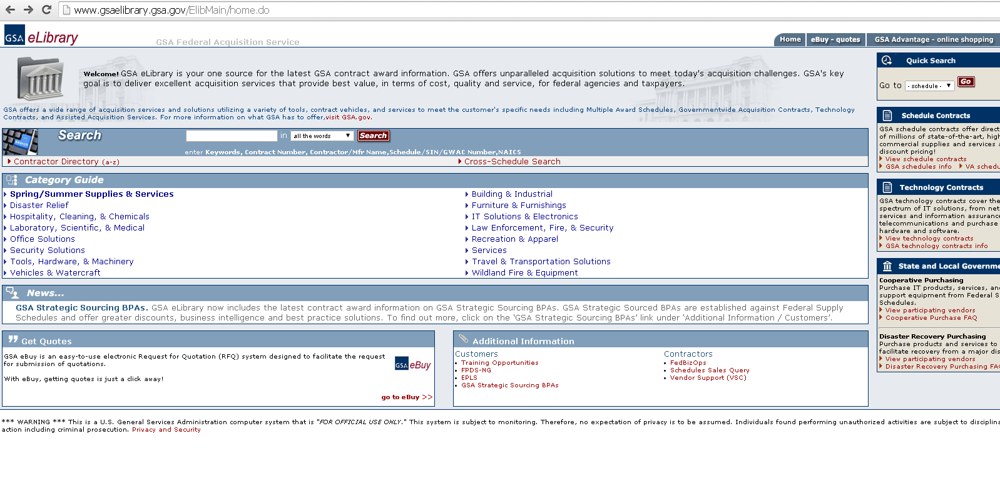 www.gsaelibrary.gsa.gov/ElibMain/home.do
GSA eLibrary
GSA Federal Acquisition Service
Home
eBuy - quotes
GSA Advantage - online shopping
Welcome! GSA eLibrary is your one source for the latest GSA contract award information. GSA offers unparalleled acquisition solutions to meet today's acquisition challenges. GSA's key
goal is to deliver excellent acquisition services that provide best value, in terms of cost, quality and service, for federal agencies and taxpayers.
GSA offers a wide range of acquisition services and solutions utilizing a variety of tools, contract vehicles, and services to meet the customer's specific needs including Multiple Award Schedules, Governmentwide Acquisition Contracts, Technology
Contracts, and Assisted Acquisition Services. For more information on what GSA has to offer,visit GSA.gov.
Search
Search
in
all the words
Search
enter Keywords, Contract Number, Contractor/Mfr Name,Schedule/SIN/GWAC Number,NAICS
Contractor Directory (a-z)
Cross-Schedule Search
Category Guide
Spring/Summer Supplies & Services
Disaster Relief
Hospitality, Cleaning, & Chemicals
Laboratory, Scientific, & Medical
Office Solutions
Security Solutions
Tools, Hardware, & Machinery
Vehicles & Watercraft
Building & Industrial
Furniture & Furnishings
IT Solutions & Electronics
Law Enforcement, Fire, & Security
Recreation & Apparel
Services
Travel & Transportation Solutions
Wildland Fire & Equipment
News...
GSA Strategic Sourcing BPAs. GSA eLibrary now includes the latest contract award information on GSA Strategic Sourcing BPAs. GSA Strategic Sourced BPAs are established against Federal Supply
Schedules and offer greater discounts, business intelligence and best practice solutions. To find out more, click on the 'GSA Strategic Sourcing BPAs' link under 'Additional Information / Customers'.
Get Quotes
GSA eBuy is an easy-to-use electronic Request for Quotation (RFQ) system designed to facilitate the request
for submission of quotations.
GSA eBuy
With eBuy, getting quotes is just a click away!
go to eBuy >>
Additional Information
Customers
• Training Opportunities
• FPDS-NG
• EPLS
• GSA Strategic Sourcing BPAs
Contractors
• FedBizOps
• Schedules Sales Query
• Vendor Support (VSC)
Quick Search
Go to
- schedule -
Go
Schedule Contracts
GSA schedule contracts offer direct
of millions of state-of-the-art, high
commercial supplies and services a
discount pricing!
View schedule contracts
GSA schedules info
VA schedu
Technology Contracts
GSA technology contracts cover the
spectrum of IT solutions, from net
services and information assurance
telecommunications and purchase
hardware and software.
View technology contracts
GSA technology contracts info
State and Local Governme
Cooperative Purchasing
Purchase IT products, services, and
support equipment from Federal S
Schedules.
View participating vendors
Cooperative Purchase FAQ
Disaster Recovery Purchasing
Purchase products and services to
facilitate recovery from a major dis
View participating vendors
Disaster Recovery Purchasing FAQ
*** WARNING *** This is a U.S. General Services Administration computer system that is "FOR OFFICIAL USE ONLY." This system is subject to monitoring. Therefore, no expectation of privacy is to be assumed. Individuals found performing unauthorized activities are subject to disciplina
action including criminal prosecution. Privacy and Security